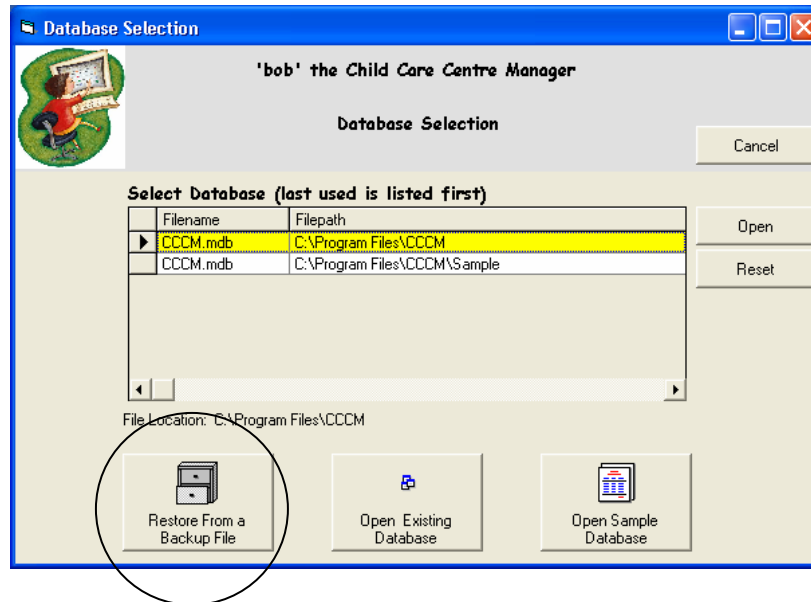 Database Selection
'bob' the Child Care Centre Manager
Database Selection
Cancel
Select Database (last used is listed first)
Filename Filepath
CCCM.mdb C:\Program Files\CCCM
CCCM.mdb C:\Program Files\CCCM\Sample
Open
Reset
File Location: C:\Program Files\CCCM
Restore From a
Backup File
Open Existing
Database
Open Sample
Database